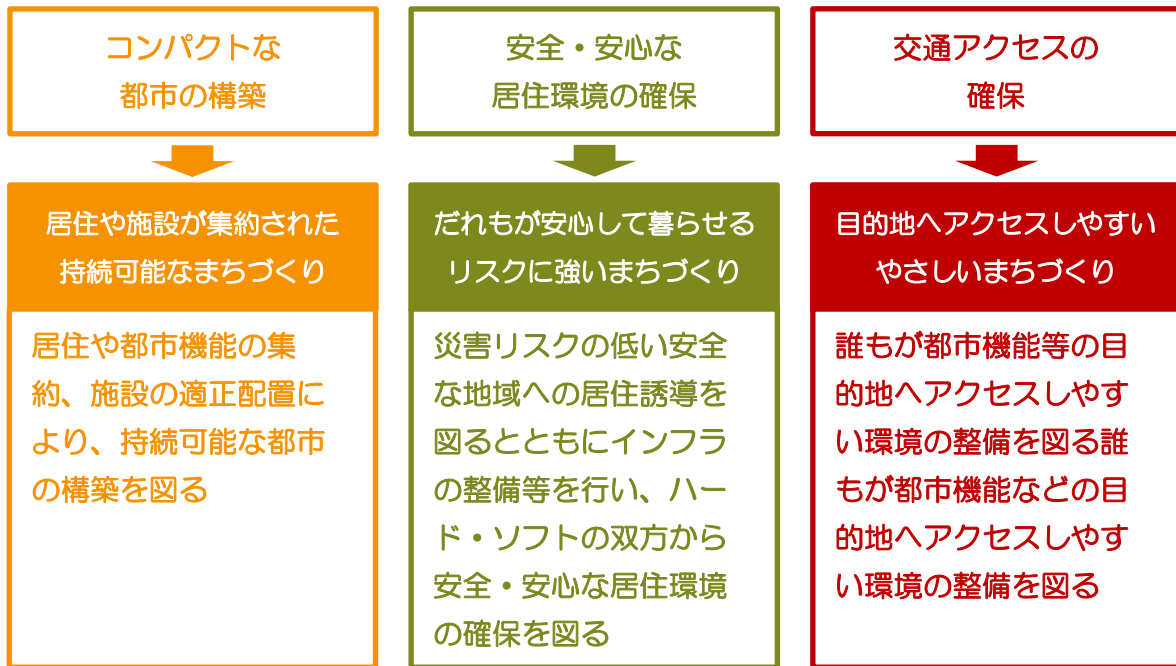 コンパクトな
都市の構築
居住や施設が集約された
持続可能なまちづくり
居住や都市機能の集
約、施設の適正配置に
より、持続可能な都市
の構築を図る
安全・安心な
居住環境の確保
だれもが安心して暮らせる
リスクに強いまちづくり
災害リスクの低い安全
な地域への居住誘導を
図るとともにインフラ
の整備等を行い、ハー
ド・ソフトの双方から
安全・安心な居住環境
の確保を図る
交通アクセスの
確保
目的地へアクセスしやすい
やさしいまちづくり
誰もが都市機能等の目
的地へアクセスしやす
い環境の整備を図る誰
もが都市機能などの目
的地へアクセスしやす
い環境の整備を図る